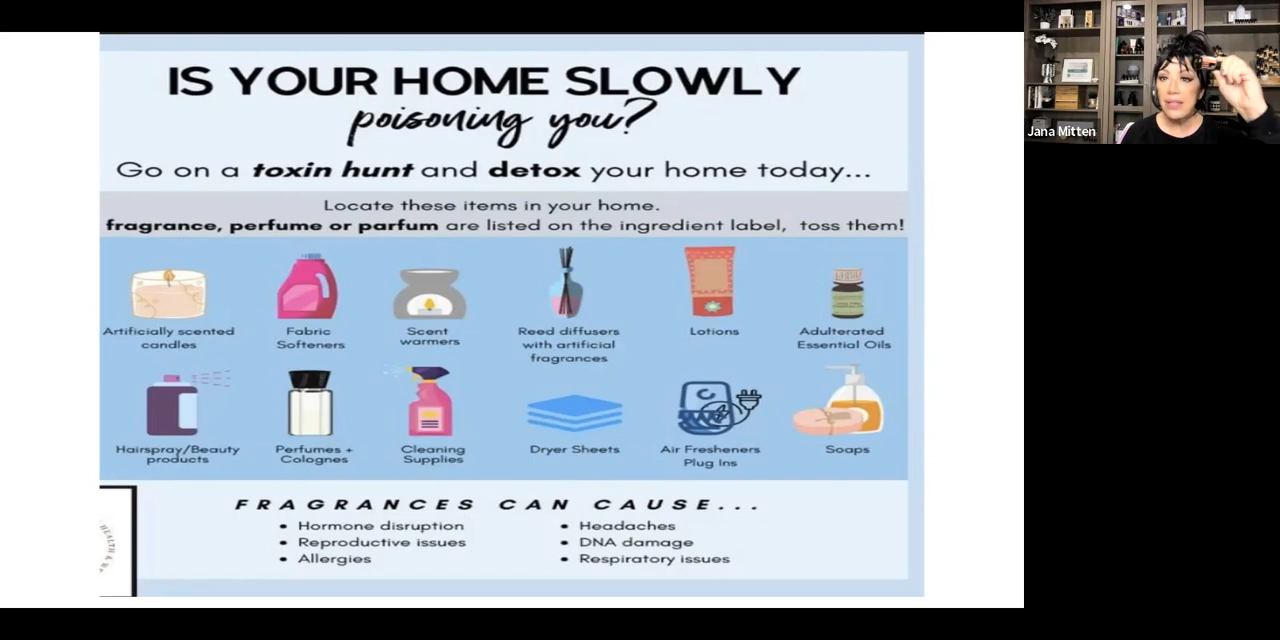 IS YOUR HOME SLOWLY
poisoning you?
Go on a toxin hunt and detox your home today...
Locate these items in your home.
fragrance, perfume or parfum are listed on the ingredient label, toss them!
Artificially scented
candles
Fabric
Softeners
Scent
warmers
Reed diffusers
with artificial
fragrances
Lotions
Adulterated
Essential Oils
Hairspray/Beauty
products
Perfumes +
Colognes
Cleaning
Supplies
Dryer Sheets
Air Fresheners
Plug Ins
Soaps
FRAGRANCES CAN CAUSE...
• Hormone disruption
• Reproductive issues
• Allergies
• Headaches
• DNA damage
• Respiratory issues
HEALTH &
Jana Mitten